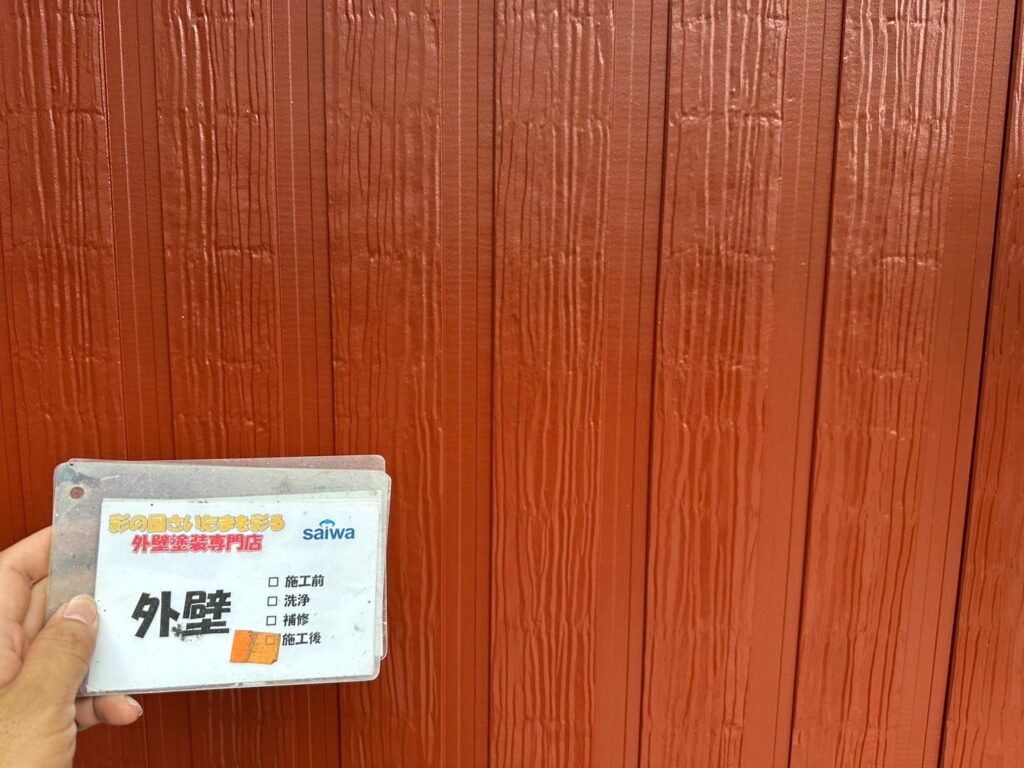 彩の国さいたまを彩る
外壁塗装専門店
saiwa
外壁
□ 施工前
□ 洗浄
□ 補修
□ 施工後